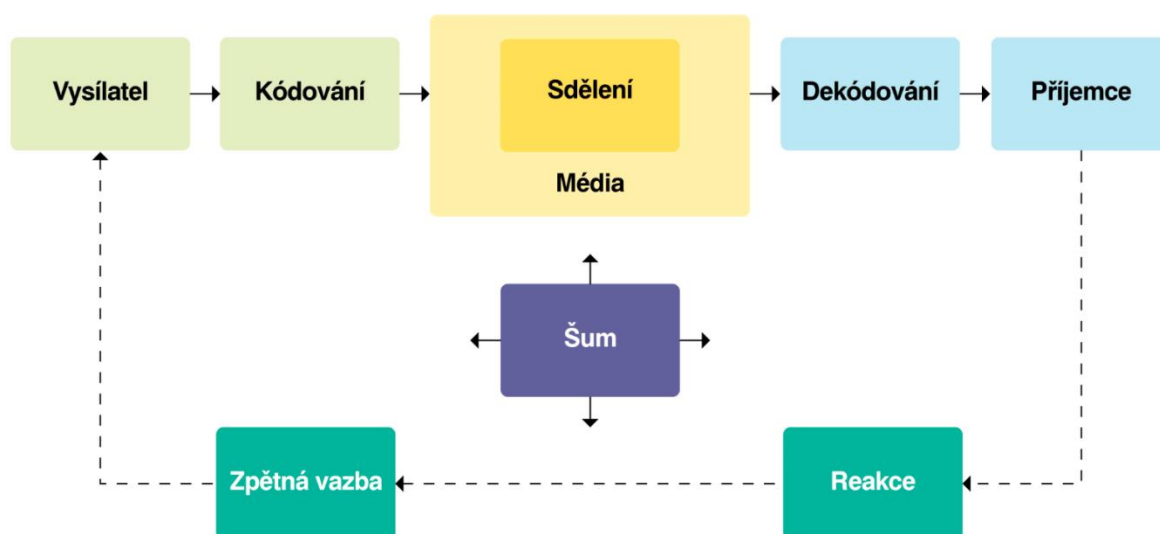 Vysílatel
Kódování
Sdělení
Média
Dekódování
Příjemce
Šum
Zpětná vazba
Reakce